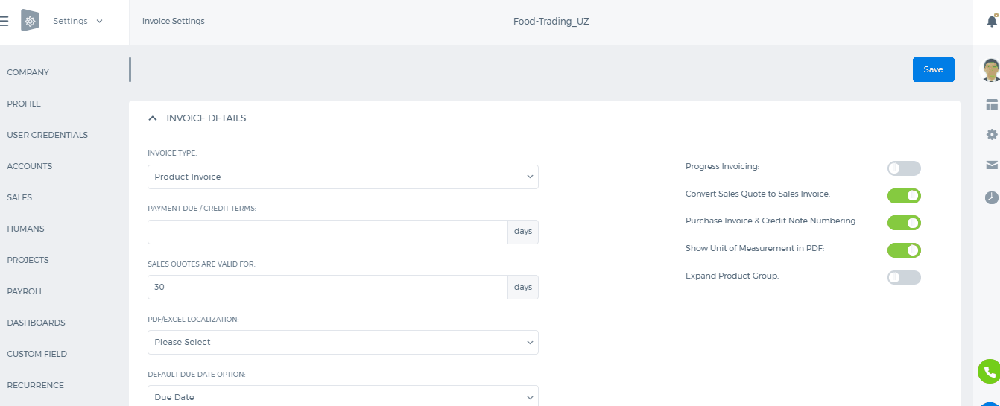 Settings
Invoice Settings
Food-Trading_UZ
COMPANY
PROFILE
USER CREDENTIALS
ACCOUNTS
SALES
HUMANS
PROJECTS
PAYROLL
DASHBOARDS
CUSTOM FIELD
RECURRENCE
Save
INVOICE DETAILS
INVOICE TYPE:
Product Invoice
PAYMENT DUE / CREDIT TERMS:
days
SALES QUOTES ARE VALID FOR:
30 days
PDF/EXCEL LOCALIZATION:
Please Select
DEFAULT DUE DATE OPTION:
Due Date
Progress Invoicing:
Convert Sales Quote to Sales Invoice:
Purchase Invoice & Credit Note Numbering:
Show Unit of Measurement in PDF:
Expand Product Group: